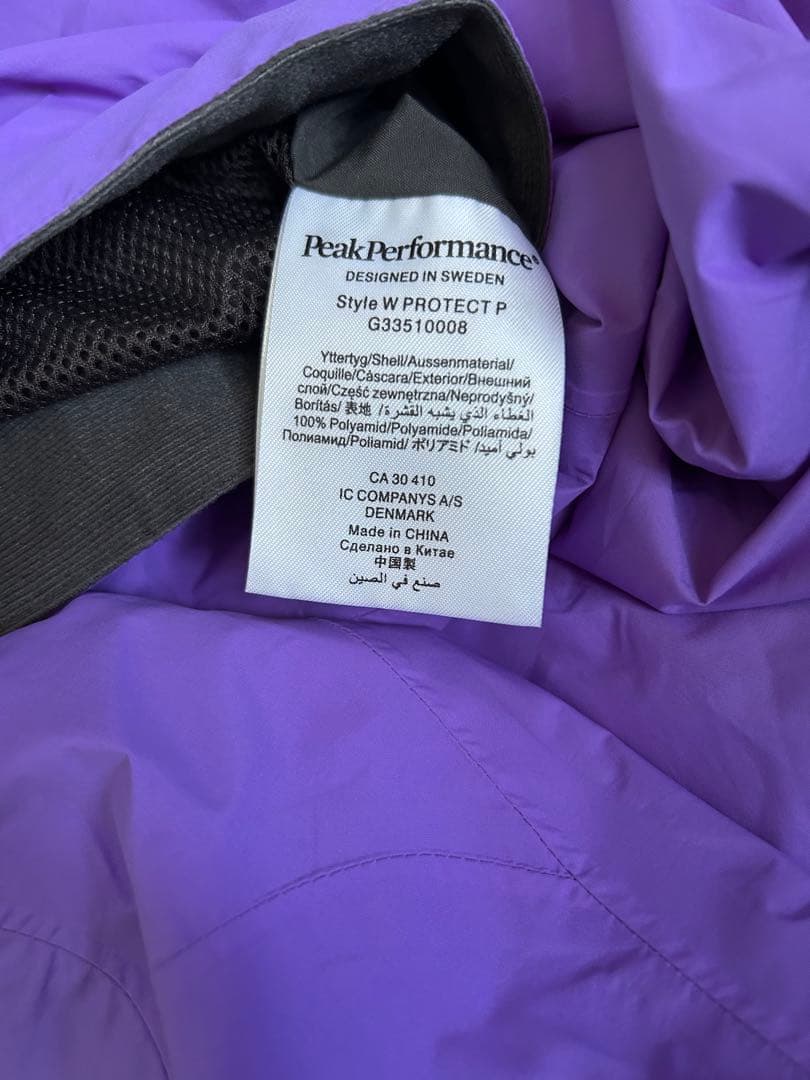 PeakPerformance®
DESIGNED IN SWEDEN
Style W PROTECT P
G33510008
Yttertyg/Shell/Aussenmaterial/
Coquille/Càscara/Exterior/Внешний
слой/Część zewnętrzna/Neprodyšný/
Borítás/ 表地 /الغطاء الذي يشبه القشرة
100% Polyamid/Polyamide/Poliamida/
Полиамид/Poliamid/ ポリアミド /بولي أميد
CA 30 410
IC COMPANYS A/S
DENMARK
Made in CHINA
Сделано в Китае
中国製
صنع في الصين